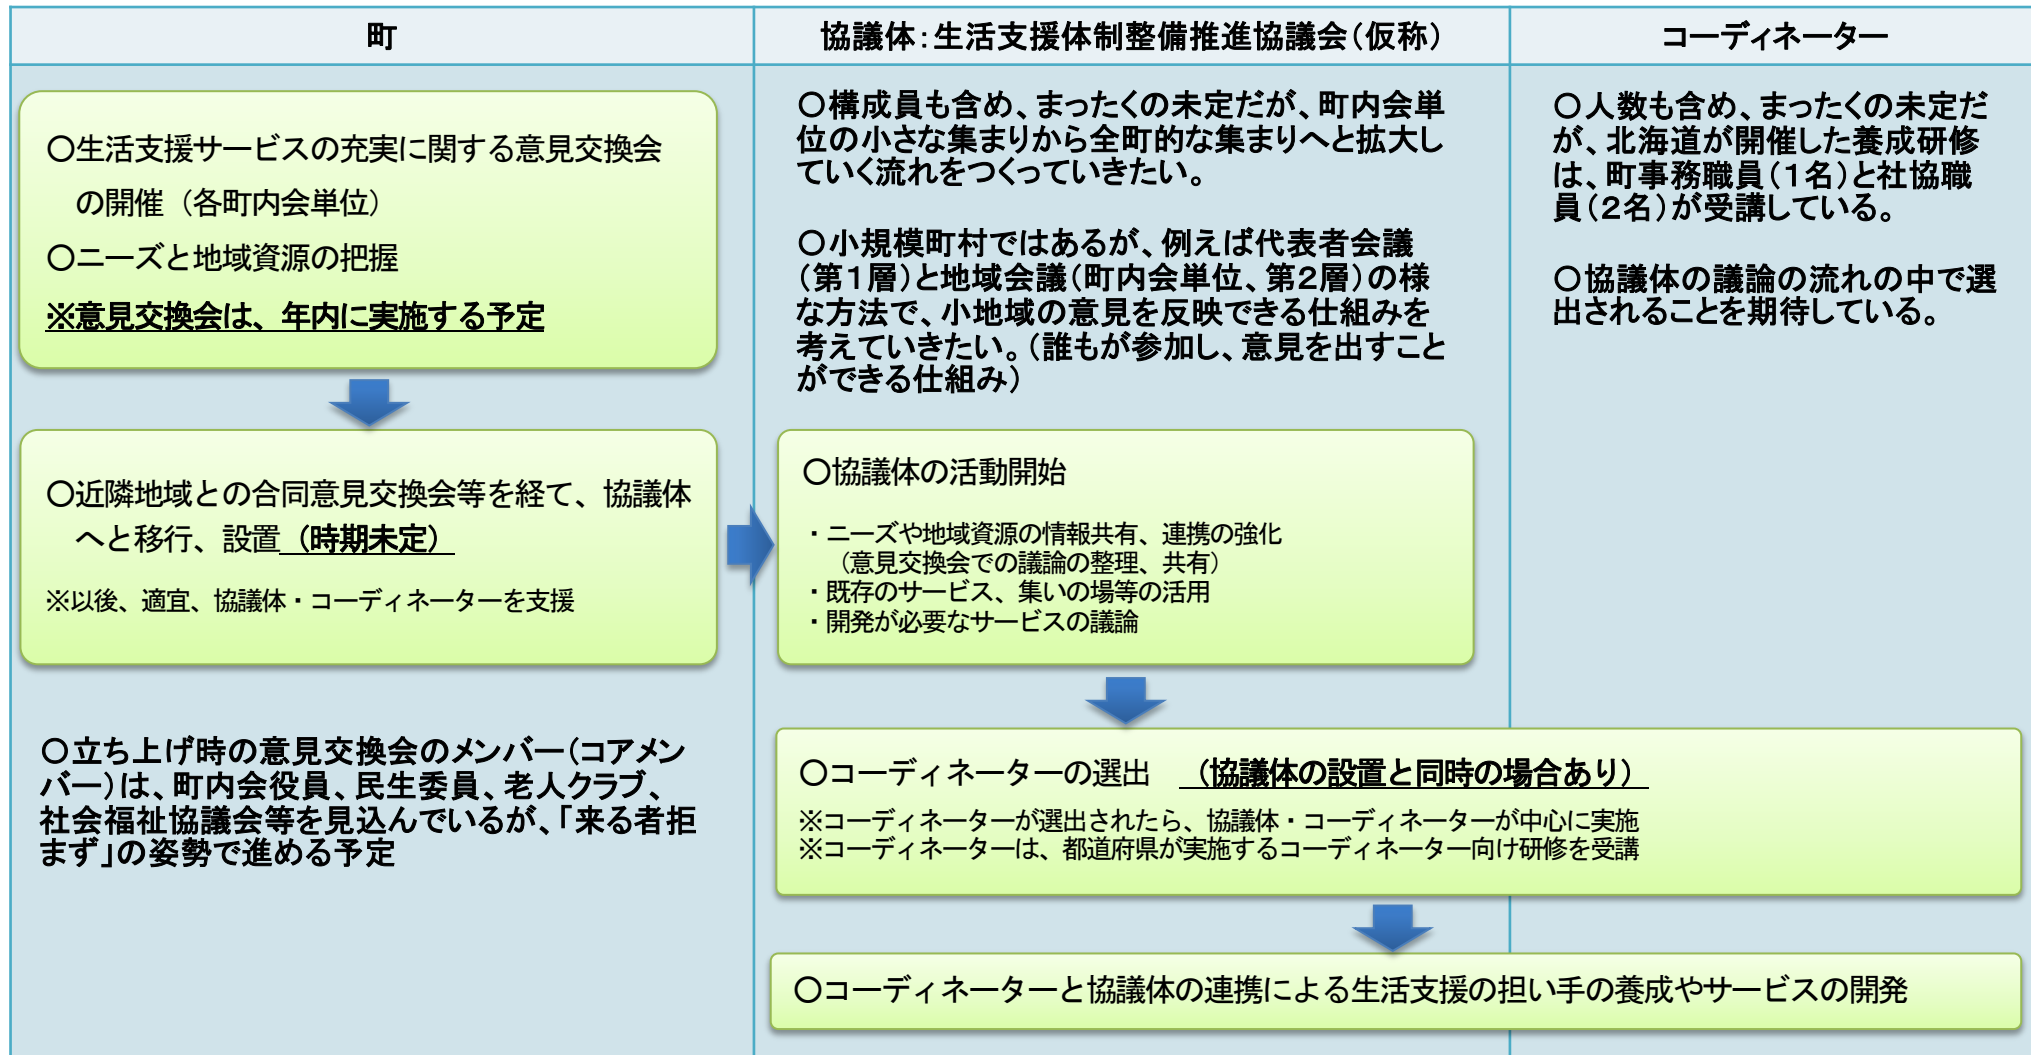 町
協議体：生活支援体制整備推進協議会（仮称）
コーディネーター
○生活支援サービスの充実に関する意見交換会
の開催（各町内会単位）
○ニーズと地域資源の把握
※意見交換会は、年内に実施する予定
○近隣地域との合同意見交換会等を経て、協議体
へと移行、設置（時期未定）
※以後、適宜、協議体・コーディネーターを支援
○立ち上げ時の意見交換会のメンバー（コアメン
バー）は、町内会役員、民生委員、老人クラブ、
社会福祉協議会等を見込んでいるが、「来る者拒
まず」の姿勢で進める予定
○構成員も含め、まったくの未定だが、町内会単
位の小さな集まりから全町的な集まりへと拡大し
ていく流れをつくっていきたい。
○小規模町村ではあるが、例えば代表者会議
（第１層）と地域会議（町内会単位、第２層）の様
な方法で、小地域の意見を反映できる仕組みを
考えていきたい。（誰もが参加し、意見を出すこと
ができる仕組み）
○協議体の活動開始
・ニーズや地域資源の情報共有、連携の強化
（意見交換会での議論の整理、共有）
・既存のサービス、集いの場等の活用
・開発が必要なサービスの議論
○人数も含め、まったくの未定だ
が、北海道が開催した養成研修
は、町事務職員（１名）と社協職
員（２名）が受講している。
○協議体の議論の流れの中で選
出されることを期待している。
○コーディネーターの選出　（協議体の設置と同時の場合あり）
※コーディネーターが選出されたら、協議体・コーディネーターが中心に実施
※コーディネーターは、都道府県が実施するコーディネーター向け研修を受講
○コーディネーターと協議体の連携による生活支援の担い手の養成やサービスの開発